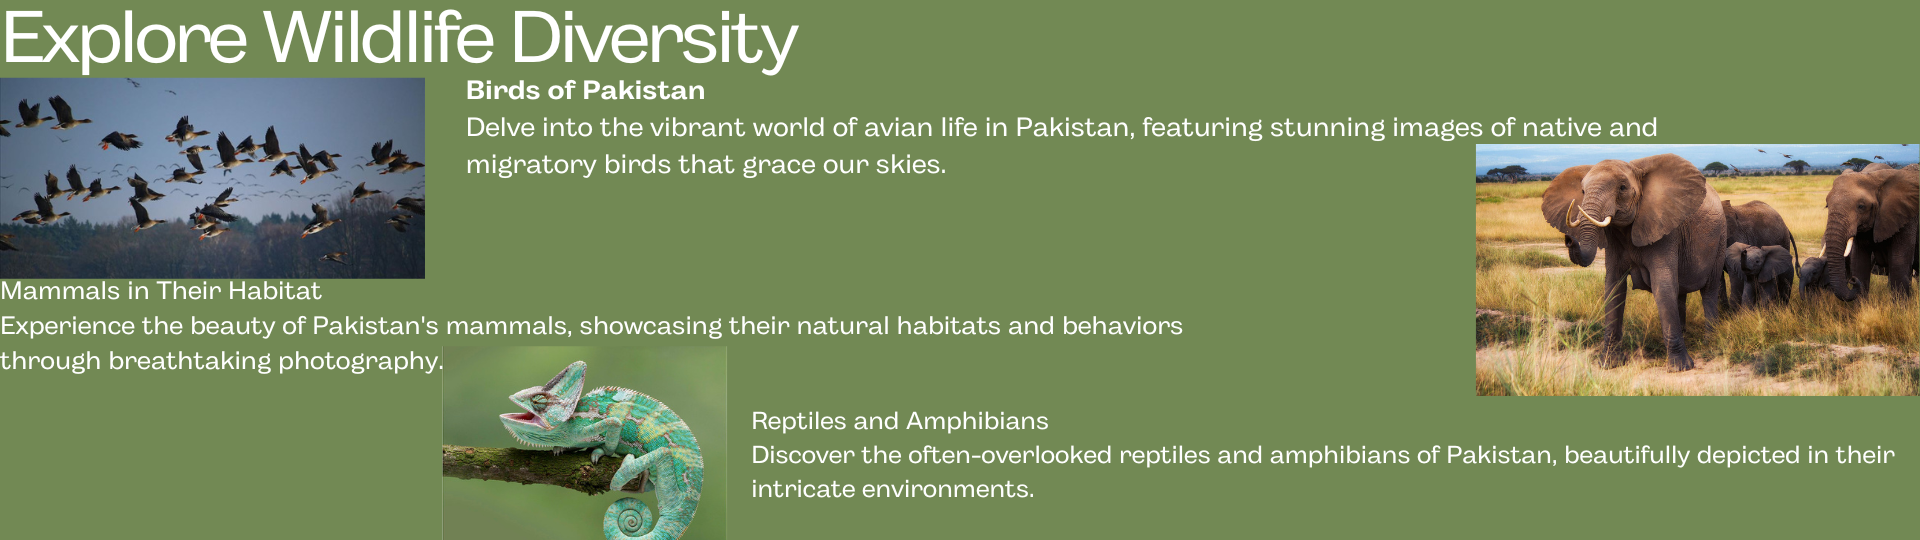 Explore Wildlife Diversity
Birds of Pakistan
Delve into the vibrant world of avian life in Pakistan, featuring stunning images of native and
migratory birds that grace our skies.
Mammals in Their Habitat
Experience the beauty of Pakistan's mammals, showcasing their natural habitats and behaviors
through breathtaking photography.
Reptiles and Amphibians
Discover the often-overlooked reptiles and amphibians of Pakistan, beautifully depicted in their
intricate environments.